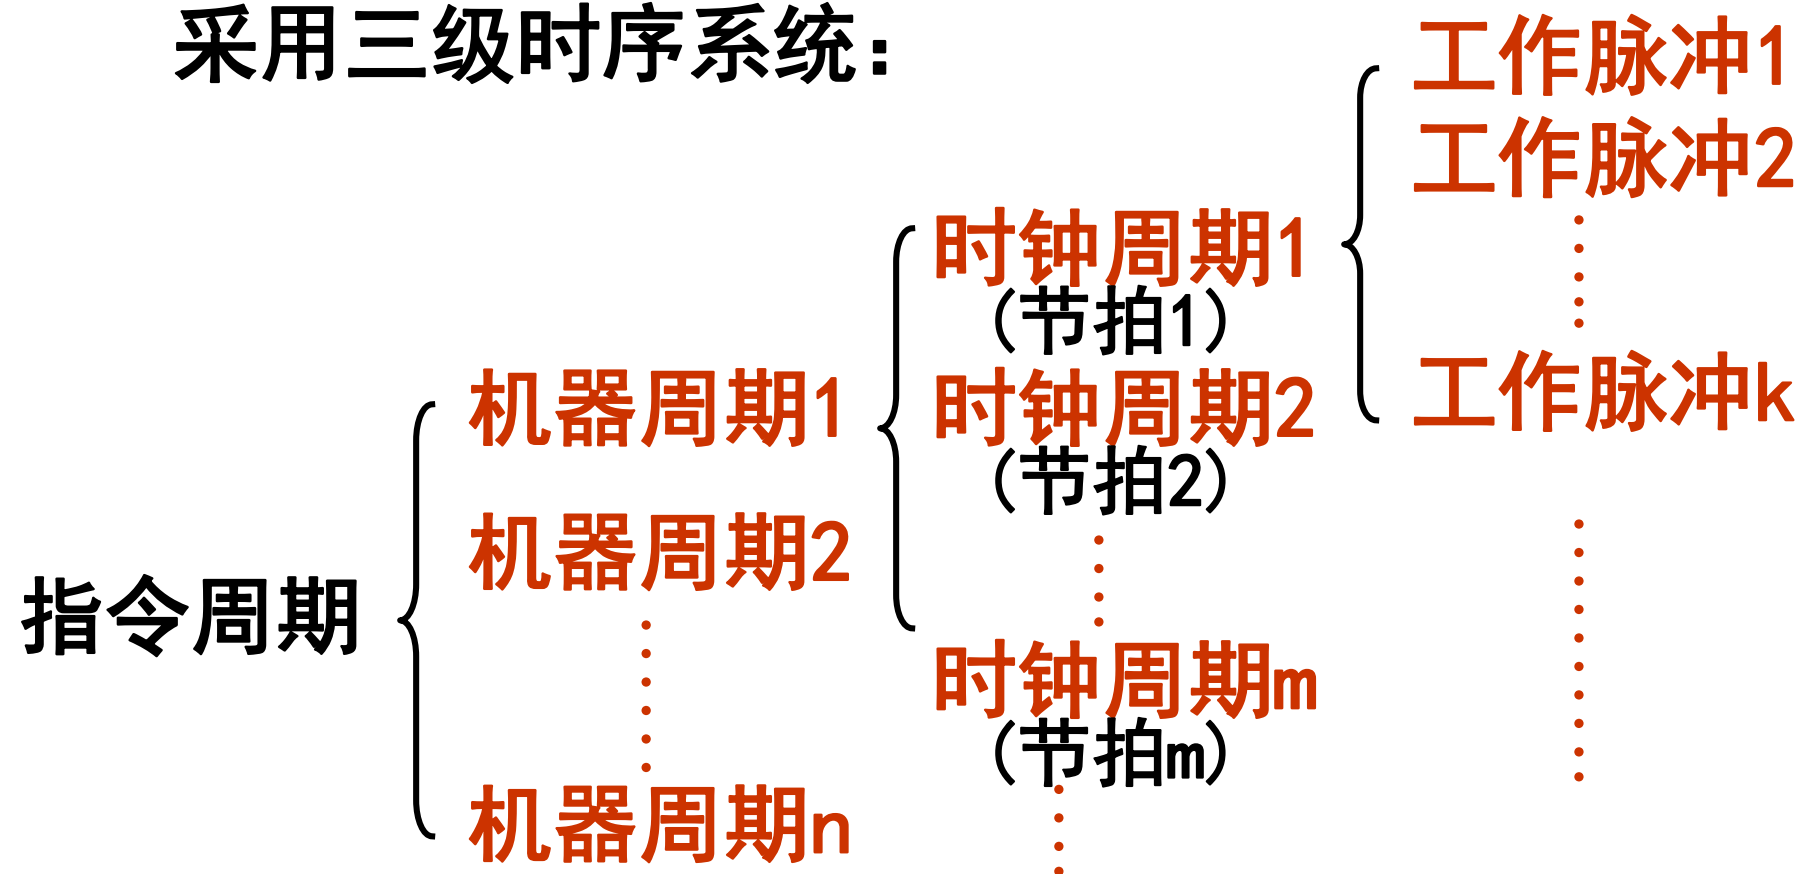 采用三级时序系统：
指令周期
机器周期1
机器周期2
机器周期n
时钟周期1
(节拍1)
时钟周期2
(节拍2)
时钟周期m
(节拍m)
工作脉冲1
工作脉冲2
工作脉冲k